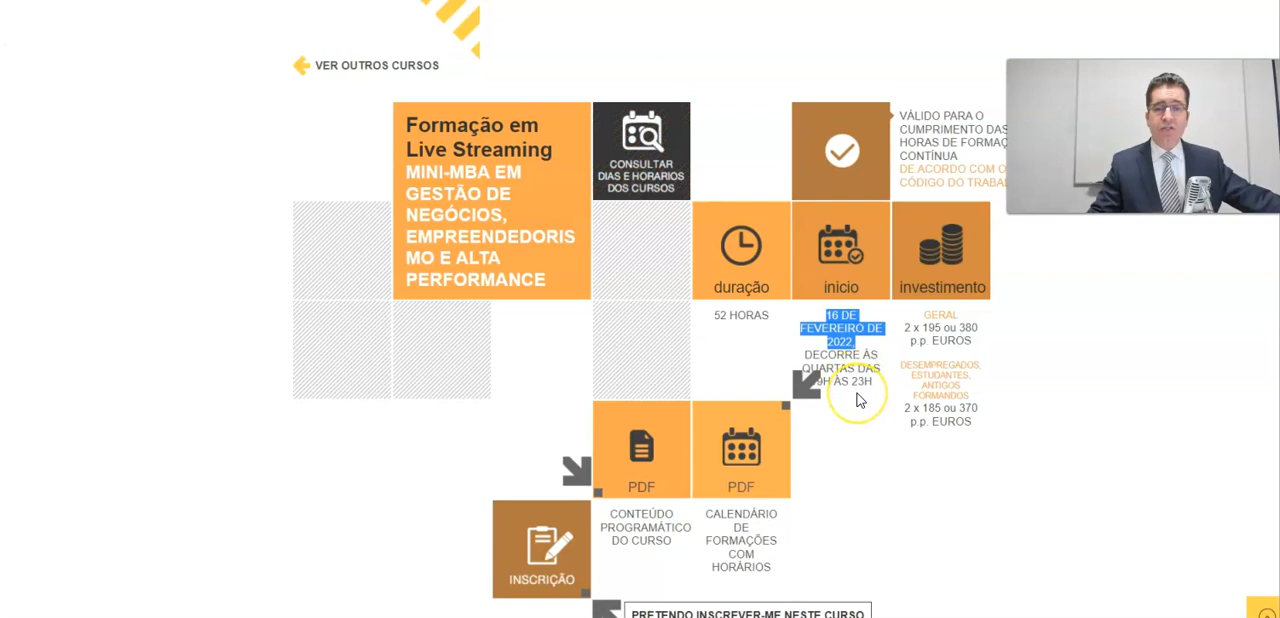 VER OUTROS CURSOS
Formação em
Live Streaming
MINI-MBA EM
GESTÃO DE
NEGÓCIOS,
EMPREENDEDORIS
MO E ALTA
PERFORMANCE
CONSULTAR
DIAS E HORARIOS
DOS CURSOS
VÁLIDO PARA O
CUMPRIMENTO DAS
HORAS DE FORMAÇ
CONTÍNUA
DE ACORDO COM O
CÓDIGO DO TRABA
duração
52 HORAS
inicio
16 DE
FEVEREIRO DE
2022,
DECORRE ÀS
QUARTAS DAS
9H ÀS 23H
investimento
GERAL
2 x 195 ou 380
p.p. EUROS
DESEMPREGADOS,
ESTUDANTES,
ANTIGOS
FORMANDOS
2 x 185 ou 370
p.p. EUROS
PDF
CONTEÚDO
PROGRAMÁTICO
DO CURSO
PDF
CALENDÁRIO
DE
FORMAÇÕES
COM
HORÁRIOS
INSCRIÇÃO
PRETENDO INSCREVER-ME NESTE CURSO